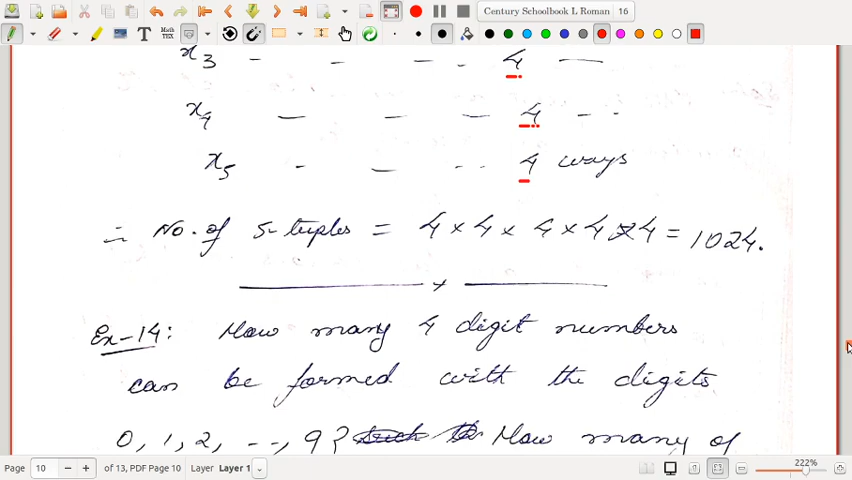 Century Schoolbook L Roman 16
T Math TEX
x3 - - - - 4 —
x4 — — — 4 - - -
x5 - — - - 4 ways
∴ No. of 5-tuples = 4 × 4 × 4 × 4 × 4 = 1024.
Ex-14: How many 4 digit numbers
can be formed with the digits
0, 1, 2, - - -, 9? How many of
Page 10 of 13, PDF Page 10 Layer Layer 1 222%